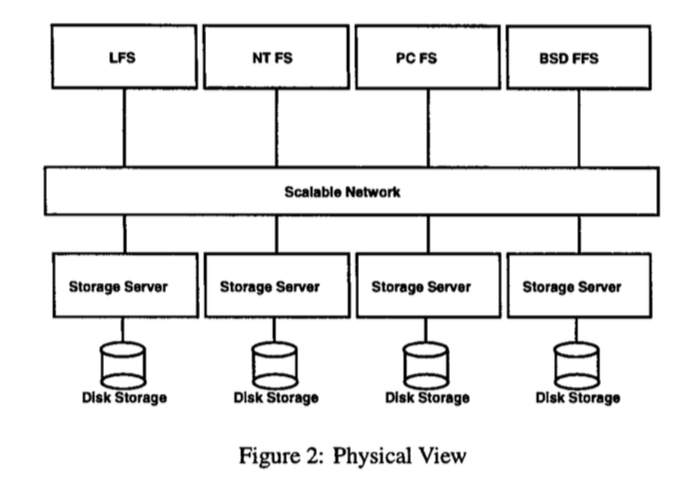 LFS
NT FS
PC FS
BSD FFS
Scalable Network
Storage Server
Storage Server
Storage Server
Storage Server
Disk Storage
Disk Storage
Disk Storage
Disk Storage
Figure 2: Physical View